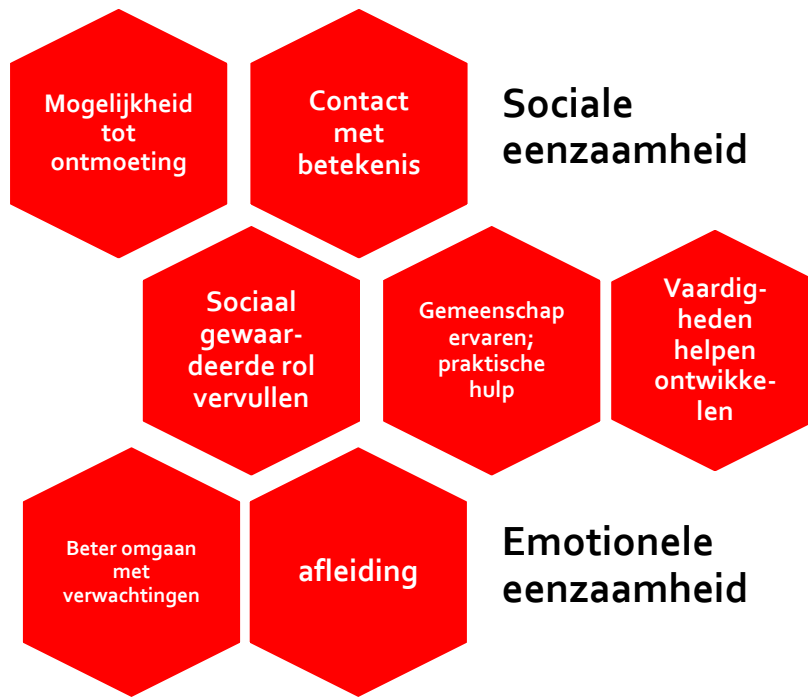 Mogelijkheid
tot
ontmoeting
Contact
met
betekenis
Sociale
eenzaamheid
Sociaal
gewaar-
deerde rol
vervullen
Gemeenschap
ervaren;
praktische
hulp
Vaardig-
heden
helpen
ontwikke-
len
Beter omgaan
met
verwachtingen
afleiding
Emotionele
eenzaamheid